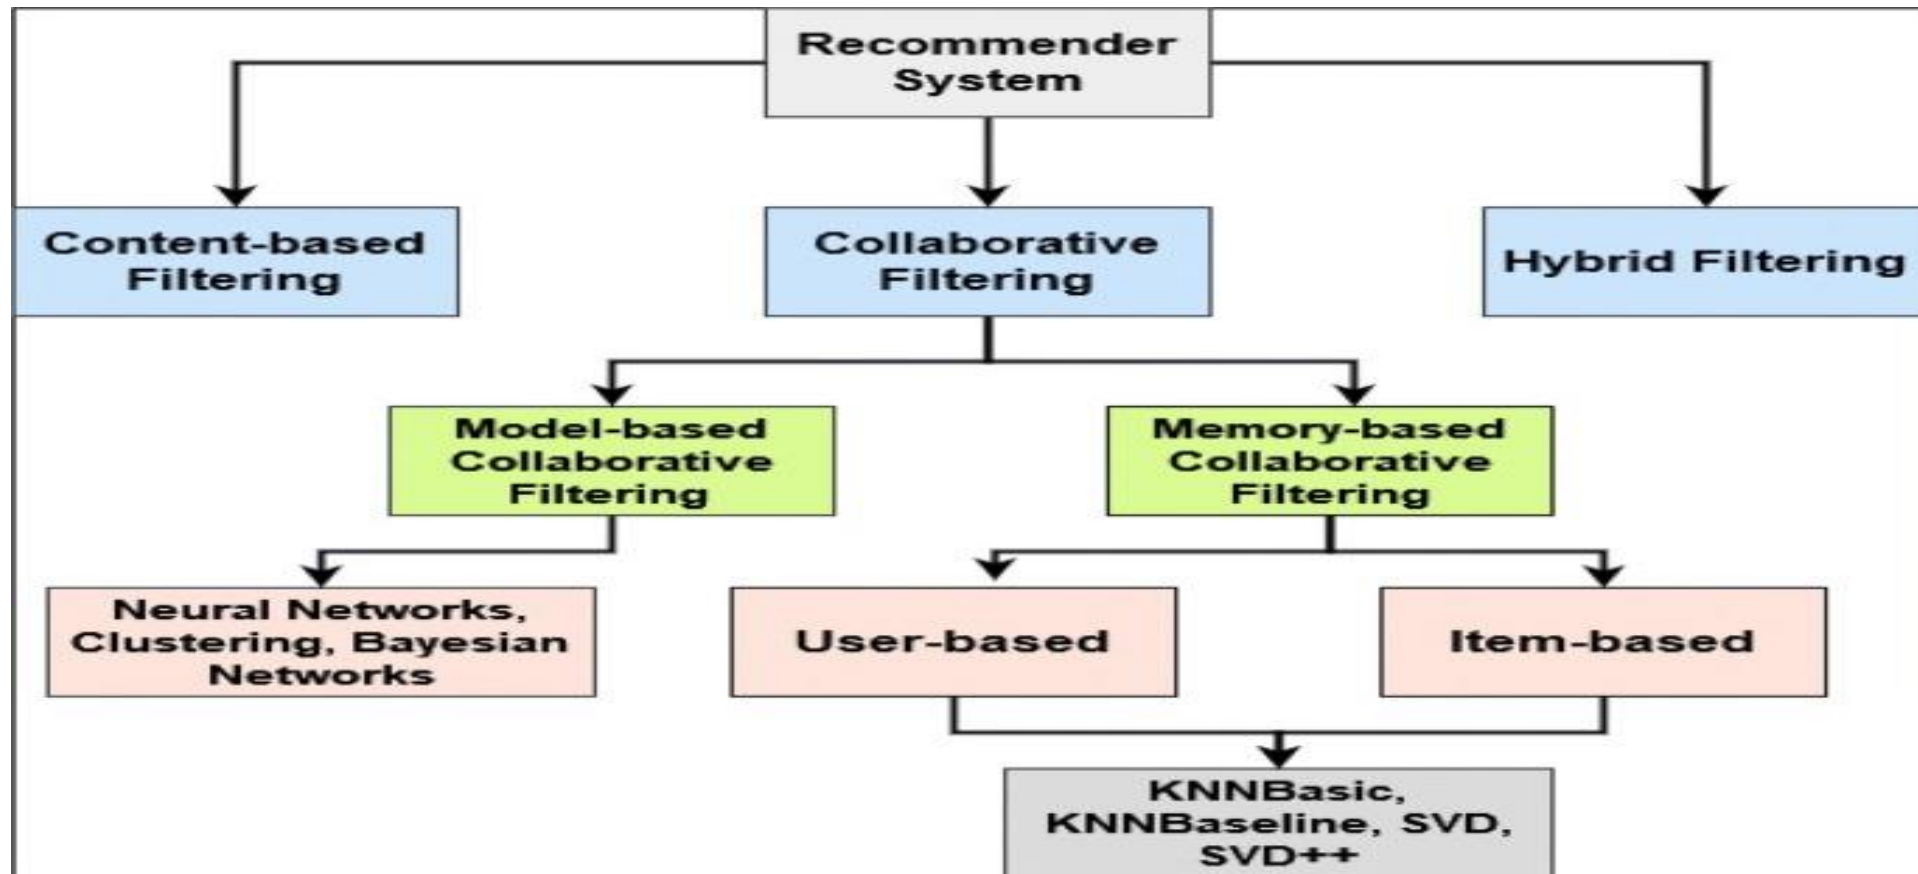 Recommender
System
Content-based
Filtering
Collaborative
Filtering
Hybrid Filtering
Model-based
Collaborative
Filtering
Memory-based
Collaborative
Filtering
Neural Networks,
Clustering, Bayesian
Networks
User-based
Item-based
KNNBasic,
KNNBaseline, SVD,
SVD++